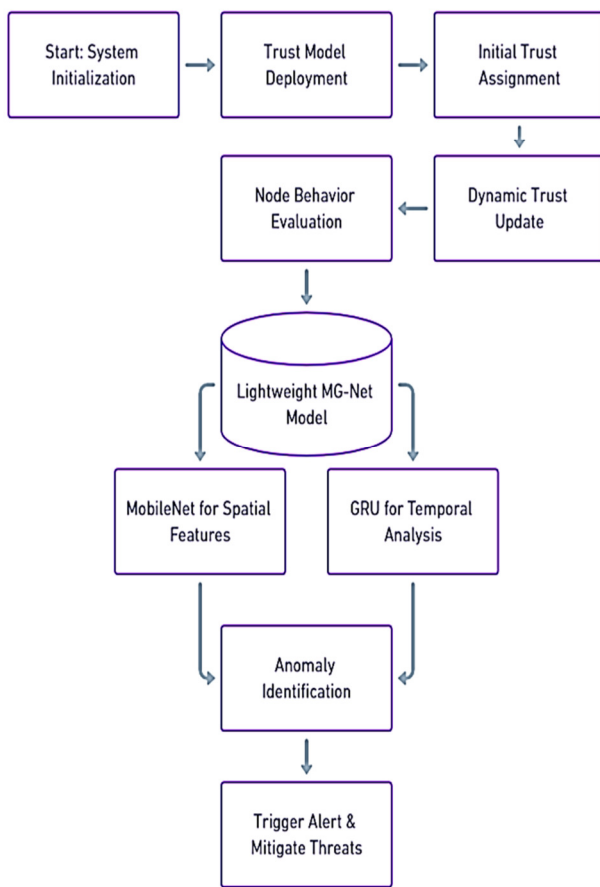 Start: System
Initialization
Trust Model
Deployment
Initial Trust
Assignment
Node Behavior
Evaluation
Dynamic Trust
Update
Lightweight MG-Net
Model
MobileNet for Spatial
Features
GRU for Temporal
Analysis
Anomaly
Identification
Trigger Alert &
Mitigate Threats